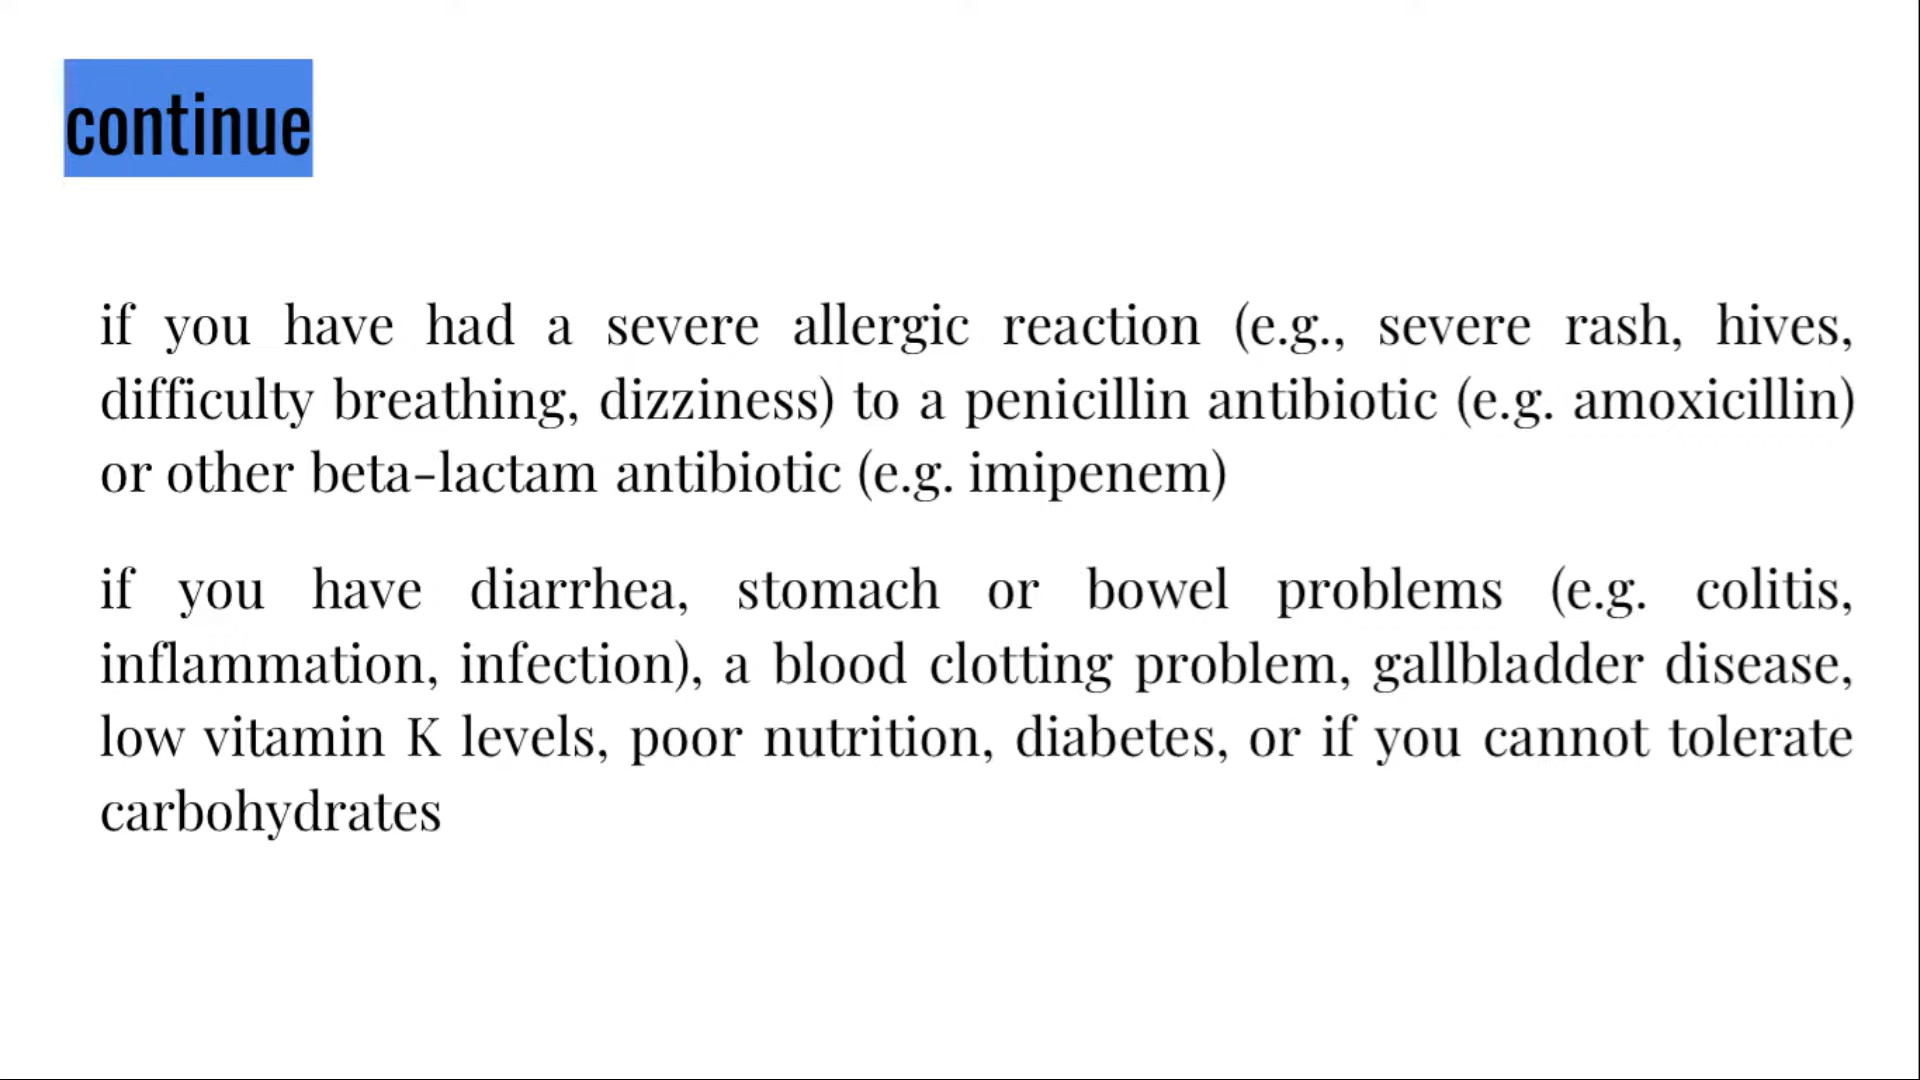 continue
if you have had a severe allergic reaction (e.g., severe rash, hives,
difficulty breathing, dizziness) to a penicillin antibiotic (e.g. amoxicillin)
or other beta-lactam antibiotic (e.g. imipenem)
if you have diarrhea, stomach or bowel problems (e.g. colitis,
inflammation, infection), a blood clotting problem, gallbladder disease,
low vitamin K levels, poor nutrition, diabetes, or if you cannot tolerate
carbohydrates